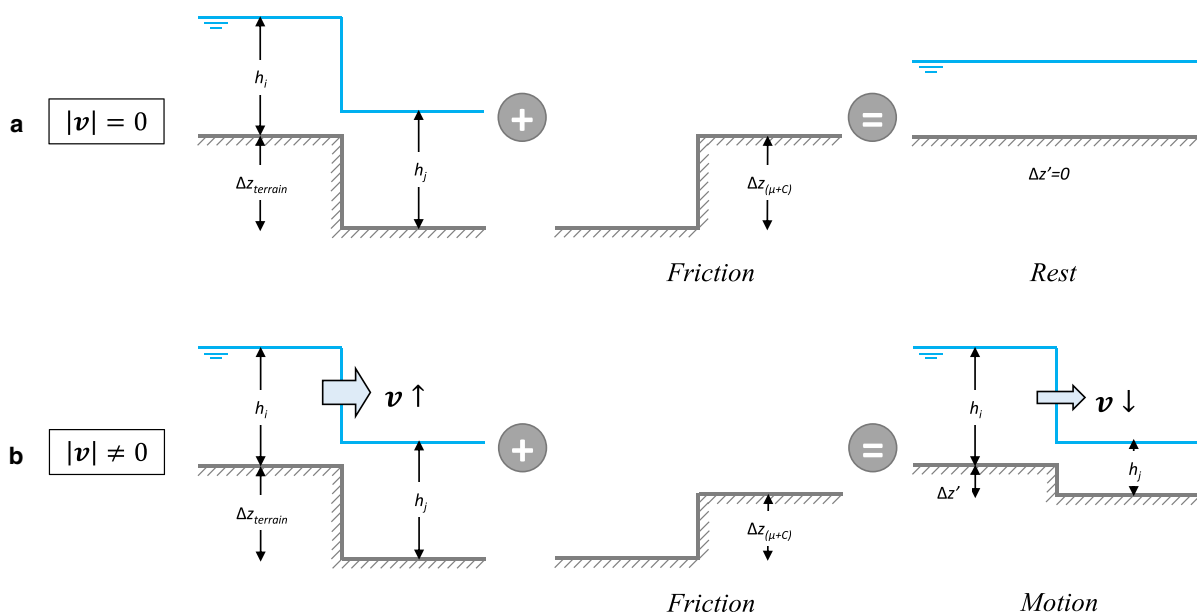 a
|v| = 0
h_i
Δz_terrain
h_j
+
Δz_(μ+C)
Friction
=
Δz’=0
Rest
b
|v| ≠ 0
h_i
Δz_terrain
v ↑
h_j
+
Δz_(μ+C)
Friction
=
h_i
Δz’
v ↓
h_j
Motion